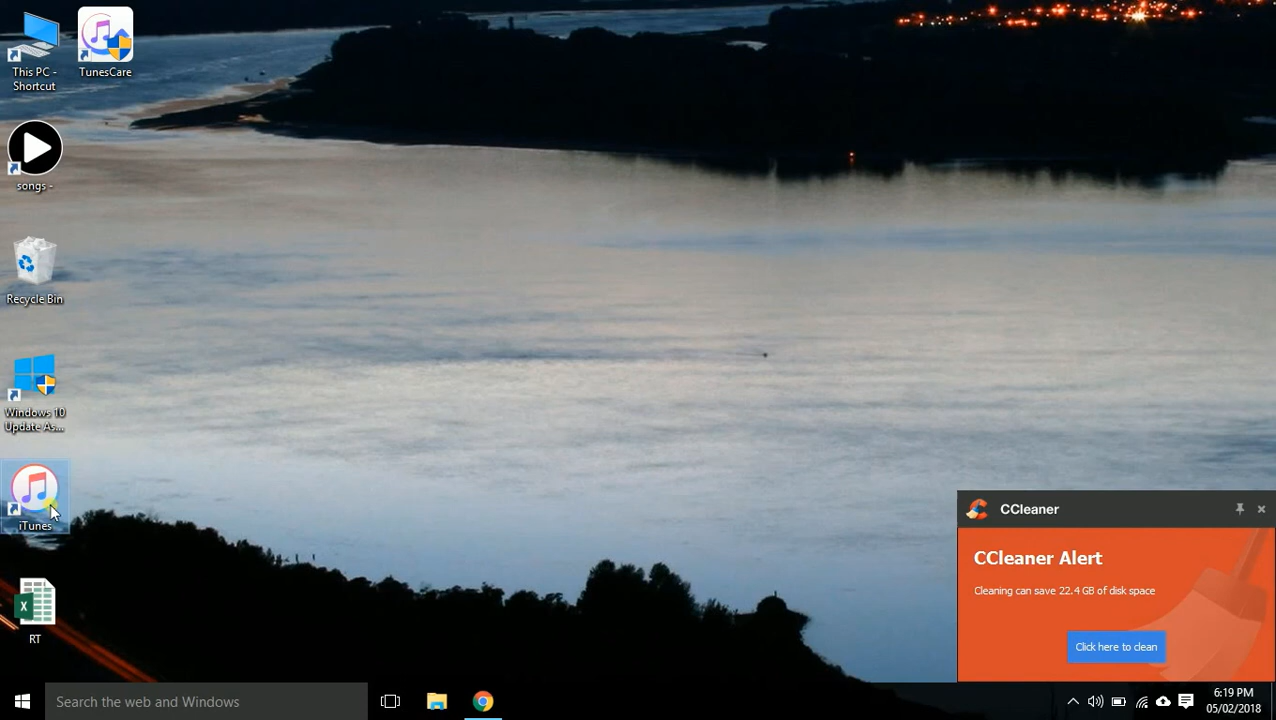 This PC -
Shortcut
TunesCare
songs -
Recycle Bin
Windows 10
Update As...
iTunes
RT
CCleaner
CCleaner Alert
Cleaning can save 22.4 GB of disk space
Click here to clean
Search the web and Windows
6:19 PM
05/02/2018